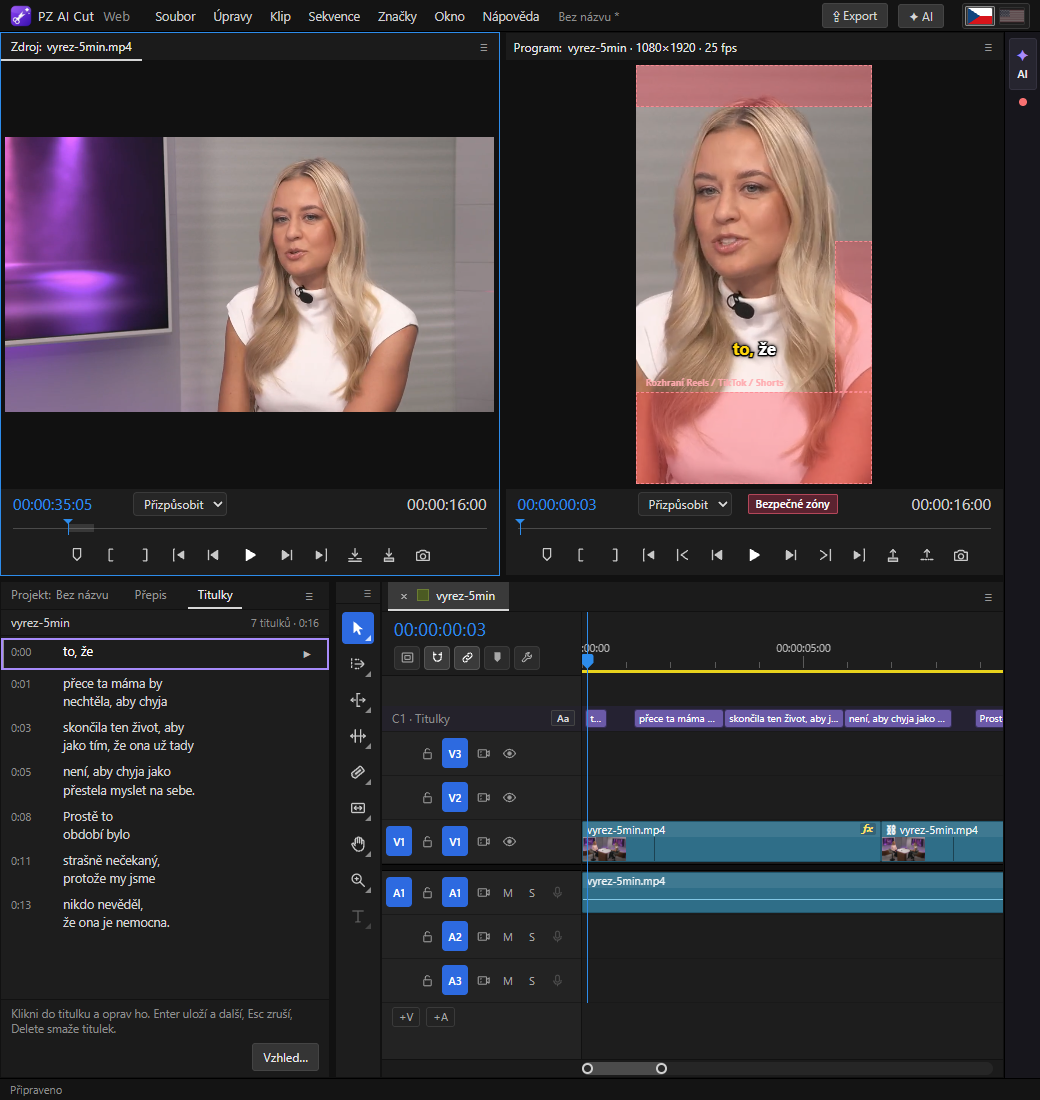 PZ AI Cut Web Soubor Úpravy Klip Sekvence Značky Okno Nápověda Bez názvu * Export AI
Zdroj: vyrez-5min.mp4
Program: vyrez-5min · 1080×1920 · 25 fps
AI
to, že
Rozhraní Reels / TikTok / Shorts
00:00:35:05 Přizpůsobit 00:00:16:00
00:00:00:03 Přizpůsobit Bezpečné zóny 00:00:16:00
Projekt: Bez názvu Přepis Titulky
vyrez-5min 7 titulků · 0:16
0:00 to, že
0:01 přece ta máma by
nechtěla, aby chyja
0:03 skončila ten život, aby
jako tím, že ona už tady
0:05 není, aby chyja jako
přestela myslet na sebe.
0:08 Prostě to
období bylo
0:11 strašně nečekaný,
protože my jsme
0:13 nikdo nevěděl,
že ona je nemocna.
Klikni do titulku a oprav ho. Enter uloží a další, Esc zruší,
Delete smaže titulek.
Vzhled...
T
× vyrez-5min
00:00:00:03
:00:00 00:00:05:00
C1 · Titulky Aa t... přece ta máma ... skončila ten život, aby j... není, aby chyja jako ... Prost
V3
V2
V1 V1 vyrez-5min.mp4 fx vyrez-5min.mp4
A1 A1 M S vyrez-5min.mp4
A2 M S
A3 M S
+V +A
Připraveno